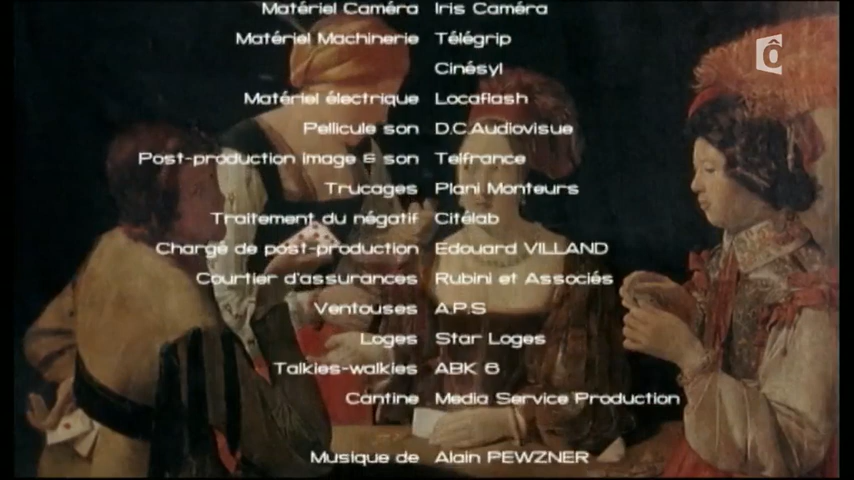 Matériel Caméra Iris Caméra
Matériel Machinerie Télégrip
Cinésyl
Matériel électrique Locaflash
Pellicule son D.C.Audiovisue
Post-production image & son Telfrance
Trucages Plani Monteurs
Traitement du négatif Citélab
Chargé de post-production Edouard VILLAND
Courtier d'assurances Rubini et Associés
Ventouses A.P.S
Loges Star Loges
Talkies-walkies ABK 6
Cantine Media Service Production
Musique de Alain PEWZNER
ô